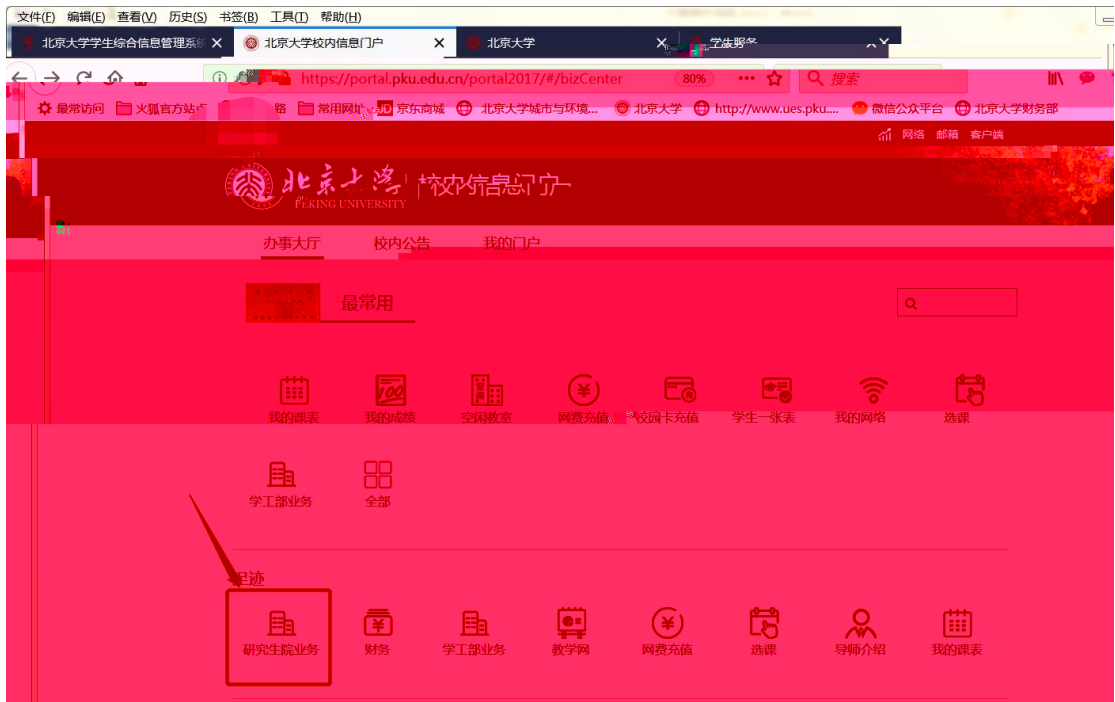 文件(F) 编辑(E) 查看(V) 历史(S) 书签(B) 工具(T) 帮助(H)
北京大学学生综合信息管理系统 北京大学校内信息门户 北京大学 学生服务
https://portal.pku.edu.cn/portal2017/#/bizCenter 80% 搜索
最常访问 火狐官方站点 常用网址 京东商城 北京大学城市与环境... 北京大学 http://www.ues.pku.... 微信公众平台 北京大学财务部
网络 邮箱 客户端
北京大学 校内信息门户
PEKING UNIVERSITY
办事大厅 校内公告 我的门户
最常用
我的课表 我的成绩 空闲教室 网费充值 校园卡充值 学生一张表 我的网络 选课
学工部业务 全部
足迹
研究生院业务 财务 学工部业务 教学网 网费充值 选课 导师介绍 我的课表